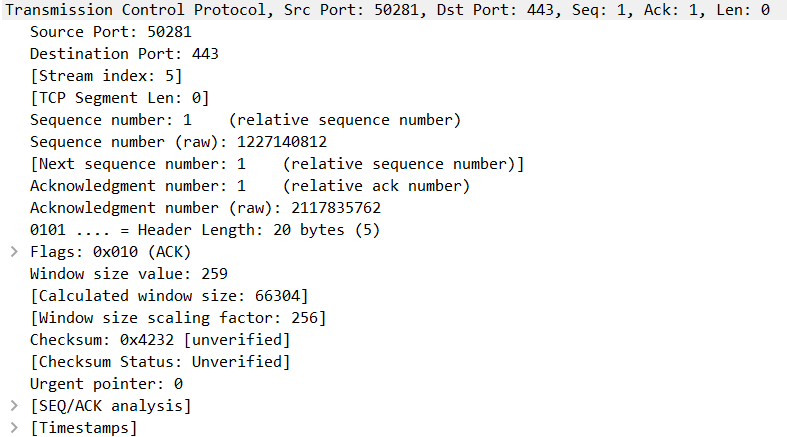 Transmission Control Protocol, Src Port: 50281, Dst Port: 443, Seq: 1, Ack: 1, Len: 0
Source Port: 50281
Destination Port: 443
[Stream index: 5]
[TCP Segment Len: 0]
Sequence number: 1    (relative sequence number)
Sequence number (raw): 1227140812
[Next sequence number: 1    (relative sequence number)]
Acknowledgment number: 1    (relative ack number)
Acknowledgment number (raw): 2117835762
0101 .... = Header Length: 20 bytes (5)
Flags: 0x010 (ACK)
Window size value: 259
[Calculated window size: 66304]
[Window size scaling factor: 256]
Checksum: 0x4232 [unverified]
[Checksum Status: Unverified]
Urgent pointer: 0
[SEQ/ACK analysis]
[Timestamps]